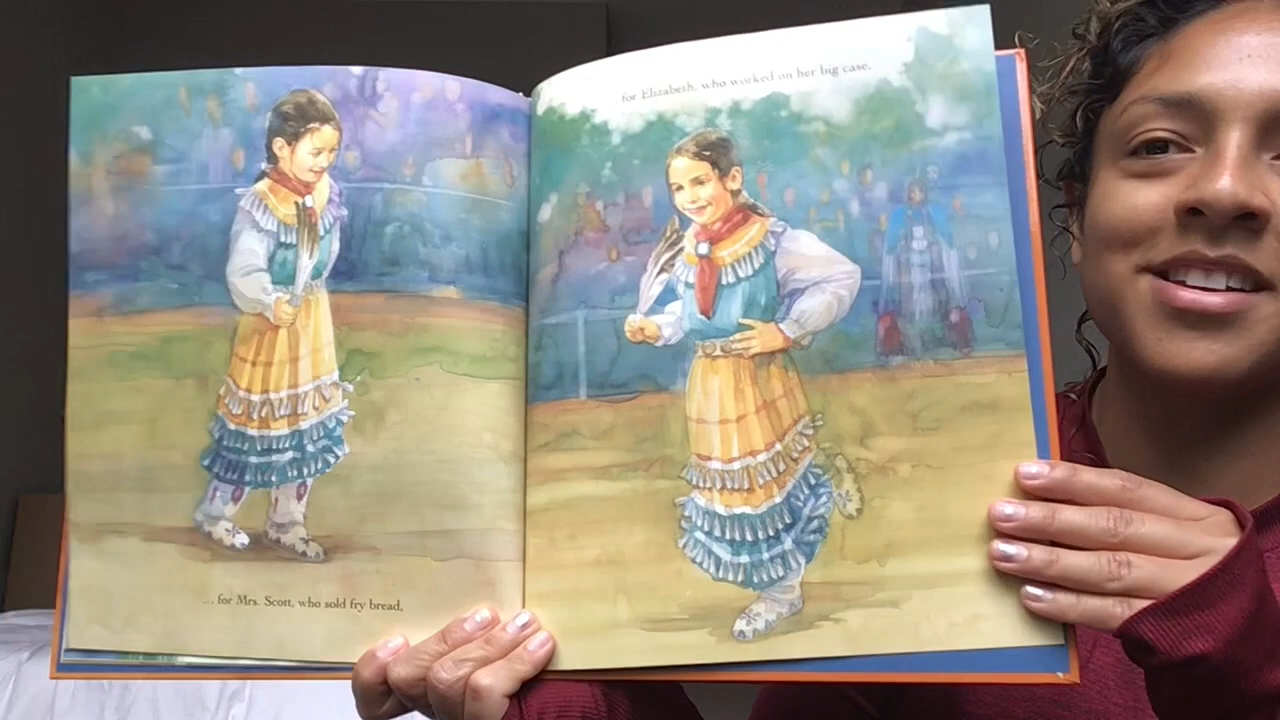 ... for Mrs. Scott, who sold fry bread,
for Elizabeth, who worked on her big case,